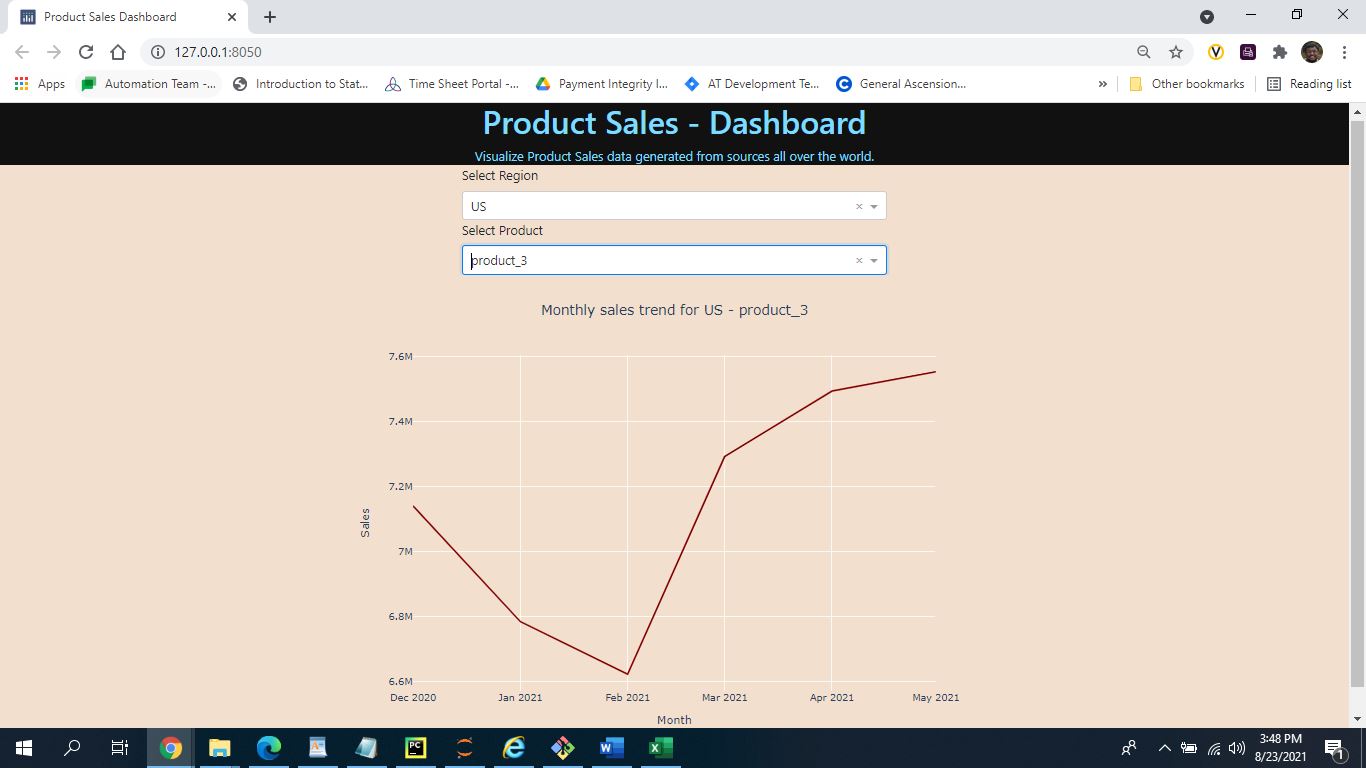 Product Sales Dashboard
127.0.0.1:8050
Apps Automation Team -... Introduction to Stat... Time Sheet Portal -... Payment Integrity I... AT Development Te... General Ascension... » Other bookmarks Reading list
Product Sales - Dashboard
Visualize Product Sales data generated from sources all over the world.
Select Region
US
Select Product
product_3
Monthly sales trend for US - product_3
7.6M
7.4M
7.2M
7M
6.8M
6.6M
Sales
Dec 2020 Jan 2021 Feb 2021 Mar 2021 Apr 2021 May 2021
Month
PC
3:48 PM
8/23/2021
1